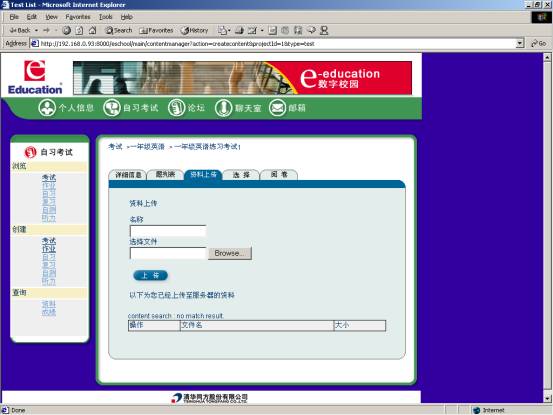 Test List - Microsoft Internet Explorer
File Edit View Favorites Tools Help
Back Search Favorites History
Address http://192.168.0.93:8000/eschool/main/contentmanager?action=createcontent&projectId=1&type=test Go
e Education
e-education
数字校园
个人信息 自习考试 论坛 聊天室 邮箱
自习考试
浏览
考试
作业
自习
复习
自测
听力
创建
考试
作业
自习
复习
自测
听力
查询
资料
成绩
考试 »一年级英语 »一年级英语练习考试1
详细信息 题列表 资料上传 选择 阅卷
资料上传
名称
选择文件
Browse...
上传
以下为您已经上传至服务器的资料
content search : no match result.
操作 文件名 大小
清华同方股份有限公司
TSINGHUA TONGFANG CO.,LTD.
Done Internet